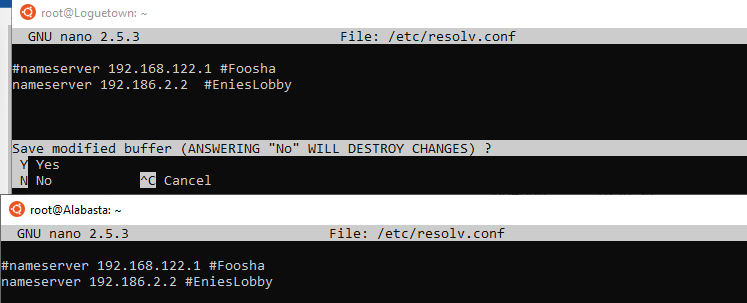 root@Loguetown: ~
GNU nano 2.5.3 File: /etc/resolv.conf
#nameserver 192.168.122.1 #Foosha
nameserver 192.186.2.2  #EniesLobby
Save modified buffer (ANSWERING "No" WILL DESTROY CHANGES) ?
Y Yes
N No ^C Cancel
root@Alabasta: ~
GNU nano 2.5.3 File: /etc/resolv.conf
#nameserver 192.168.122.1 #Foosha
nameserver 192.186.2.2 #EniesLobby